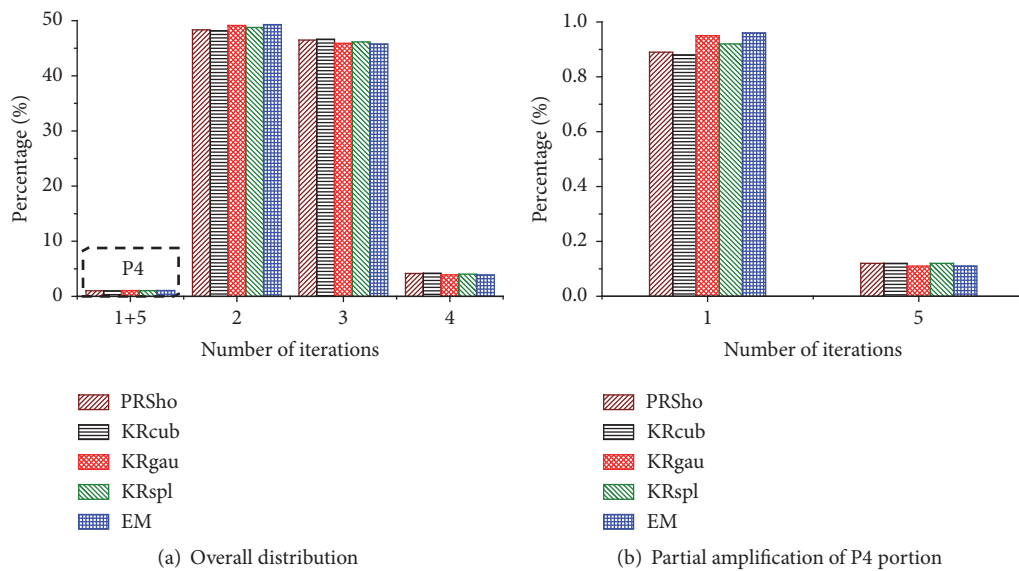 50
40
30
20
10
0
Percentage (%)
P4
1+5
2
3
4
Number of iterations
PRSho
KRcub
KRgau
KRspl
EM
(a) Overall distribution
1.0
0.8
0.6
0.4
0.2
0.0
Percentage (%)
1
5
Number of iterations
PRSho
KRcub
KRgau
KRspl
EM
(b) Partial amplification of P4 portion